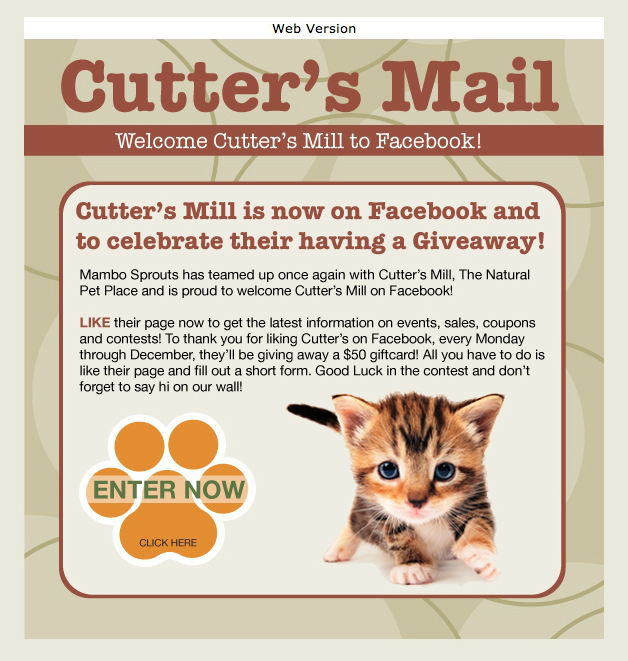 Web Version
Cutter's Mail
Welcome Cutter's Mill to Facebook!
Cutter's Mill is now on Facebook and
to celebrate their having a Giveaway!
Mambo Sprouts has teamed up once again with Cutter's Mill, The Natural
Pet Place and is proud to welcome Cutter's Mill on Facebook!
LIKE their page now to get the latest information on events, sales, coupons
and contests! To thank you for liking Cutter's on Facebook, every Monday
through December, they'll be giving away a $50 giftcard! All you have to do is
like their page and fill out a short form. Good Luck in the contest and don't
forget to say hi on our wall!
ENTER NOW
CLICK HERE